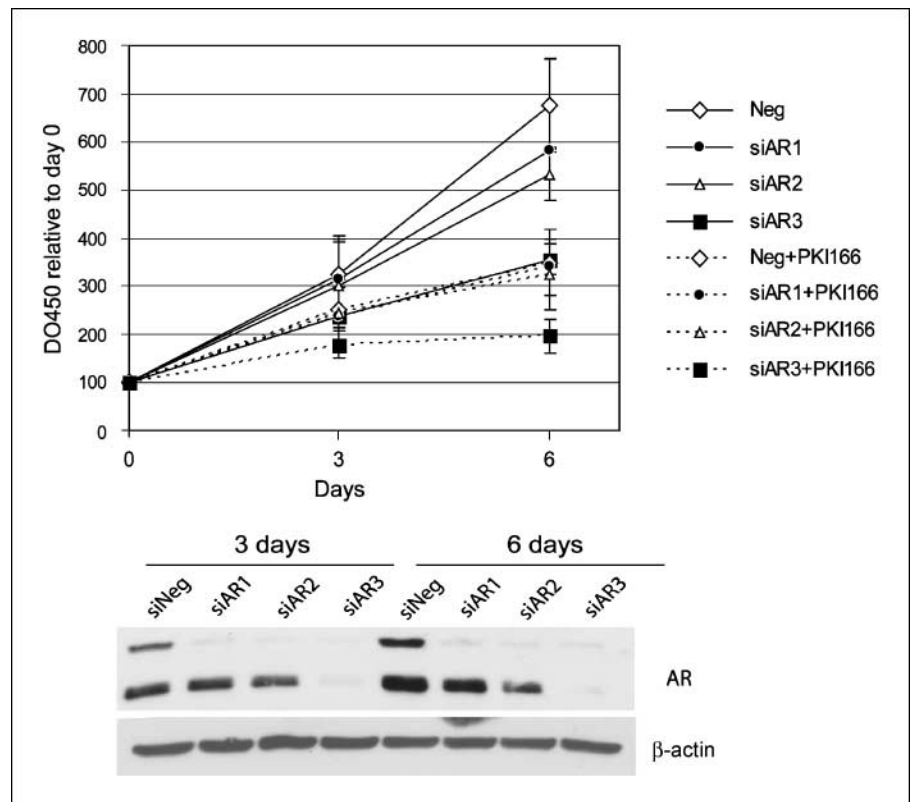 800
700
600
500
400
300
200
100
0
DO450 relative to day 0
0 3 6
Days
Neg
siAR1
siAR2
siAR3
Neg+PKI166
siAR1+PKI166
siAR2+PKI166
siAR3+PKI166
3 days 6 days
siNeg siAR1 siAR2 siAR3 siNeg siAR1 siAR2 siAR3
AR
β-actin